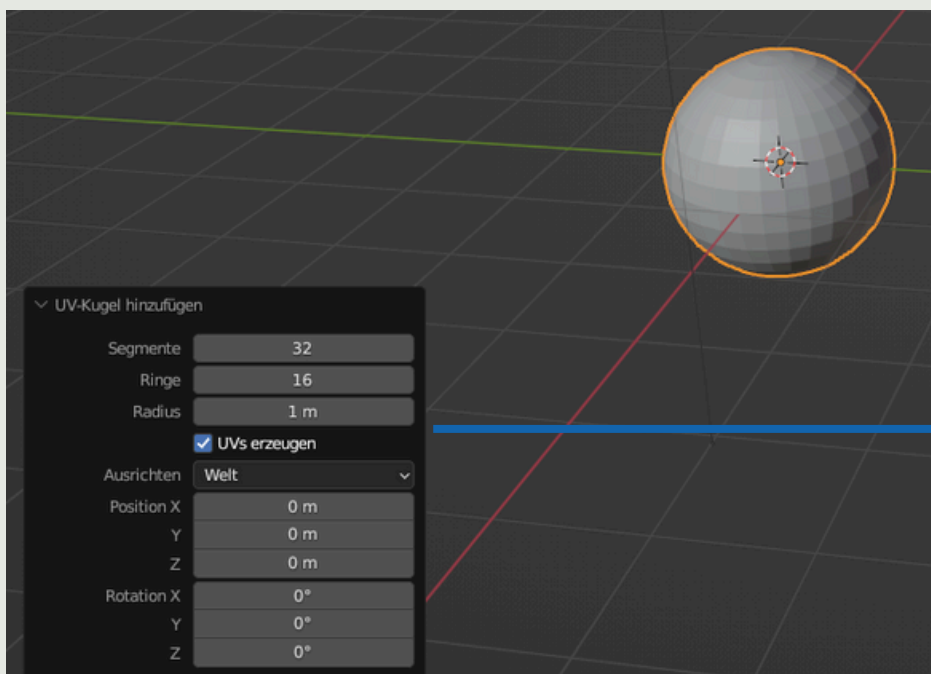 UV-Kugel hinzufügen
Segmente 32
Ringe 16
Radius 1 m
UVs erzeugen
Ausrichten Welt
Position X 0 m
Y 0 m
Z 0 m
Rotation X 0°
Y 0°
Z 0°